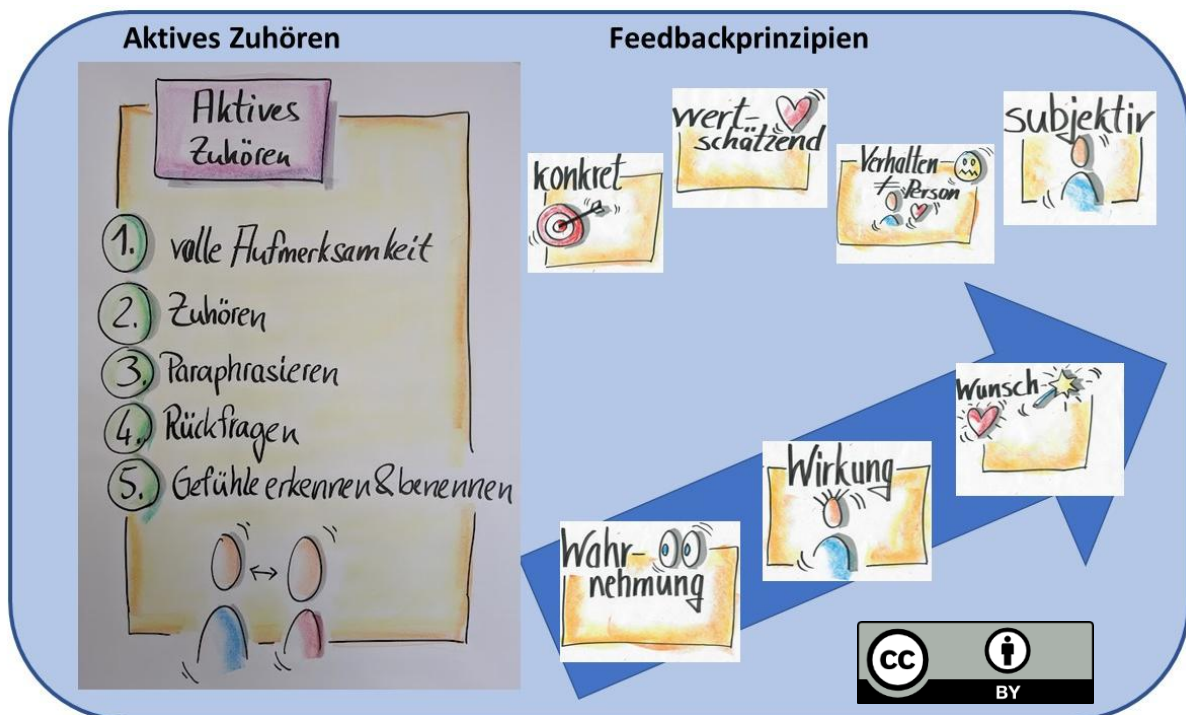 Aktives Zuhören
Aktives
Zuhören
1. volle Aufmerksamkeit
2. Zuhören
3. Paraphrasieren
4. Rückfragen
5. Gefühle erkennen & benennen
Feedbackprinzipien
konkret
wert-
schätzend
Verhalten
≠ Person
subjektiv
Wahr-
nehmung
Wirkung
Wunsch
cc
BY